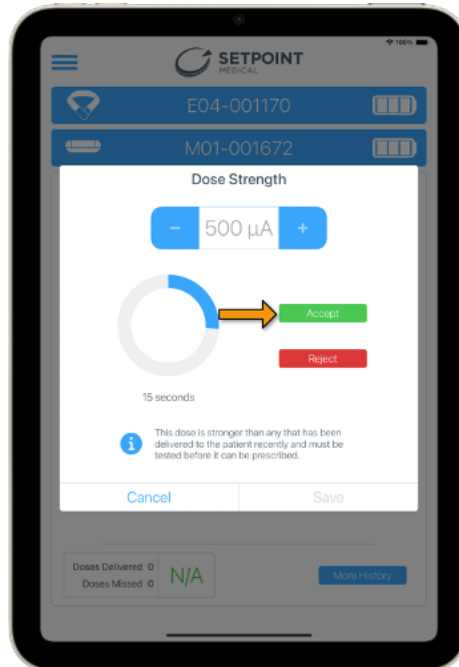 100%
SETPOINT
MEDICAL
E04-001170
M01-001672
Dose Strength
− 500 µA +
Accept
Reject
15 seconds
This dose is stronger than any that has been
delivered to the patient recently and must be
tested before it can be prescribed.
Cancel Save
Doses Delivered 0
Doses Missed 0
N/A
More History